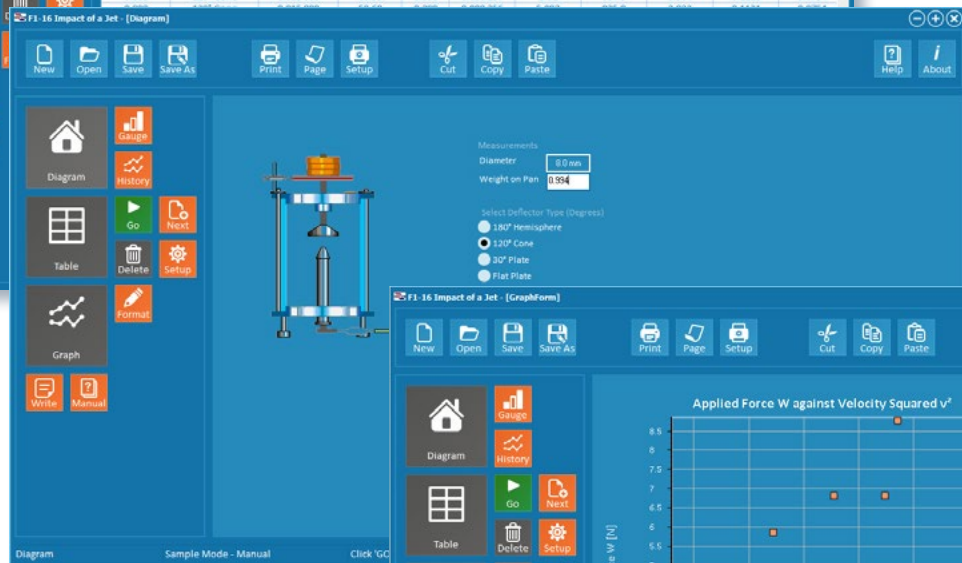 F1-16 Impact of a Jet - [Diagram]
New Open Save Save As Print Page Setup Cut Copy Paste Help About
Diagram
Gauge
History
Table
Go
Next
Delete
Setup
Graph
Format
Write
Manual
Measurements
Diameter 8.0 mm
Weight on Pan 0.994
Select Deflector Type (Degrees)
180° Hemisphere
120° Cone
30° Plate
Flat Plate
Diagram Sample Mode - Manual Click 'GO
F1-16 Impact of a Jet - [GraphForm]
New Open Save Save As Print Page Setup Cut Copy Paste
Diagram
Gauge
History
Table
Go
Next
Delete
Setup
Applied Force W against Velocity Squared v²
8.5
8
7.5
7
6.5
6
5.5
W [N]